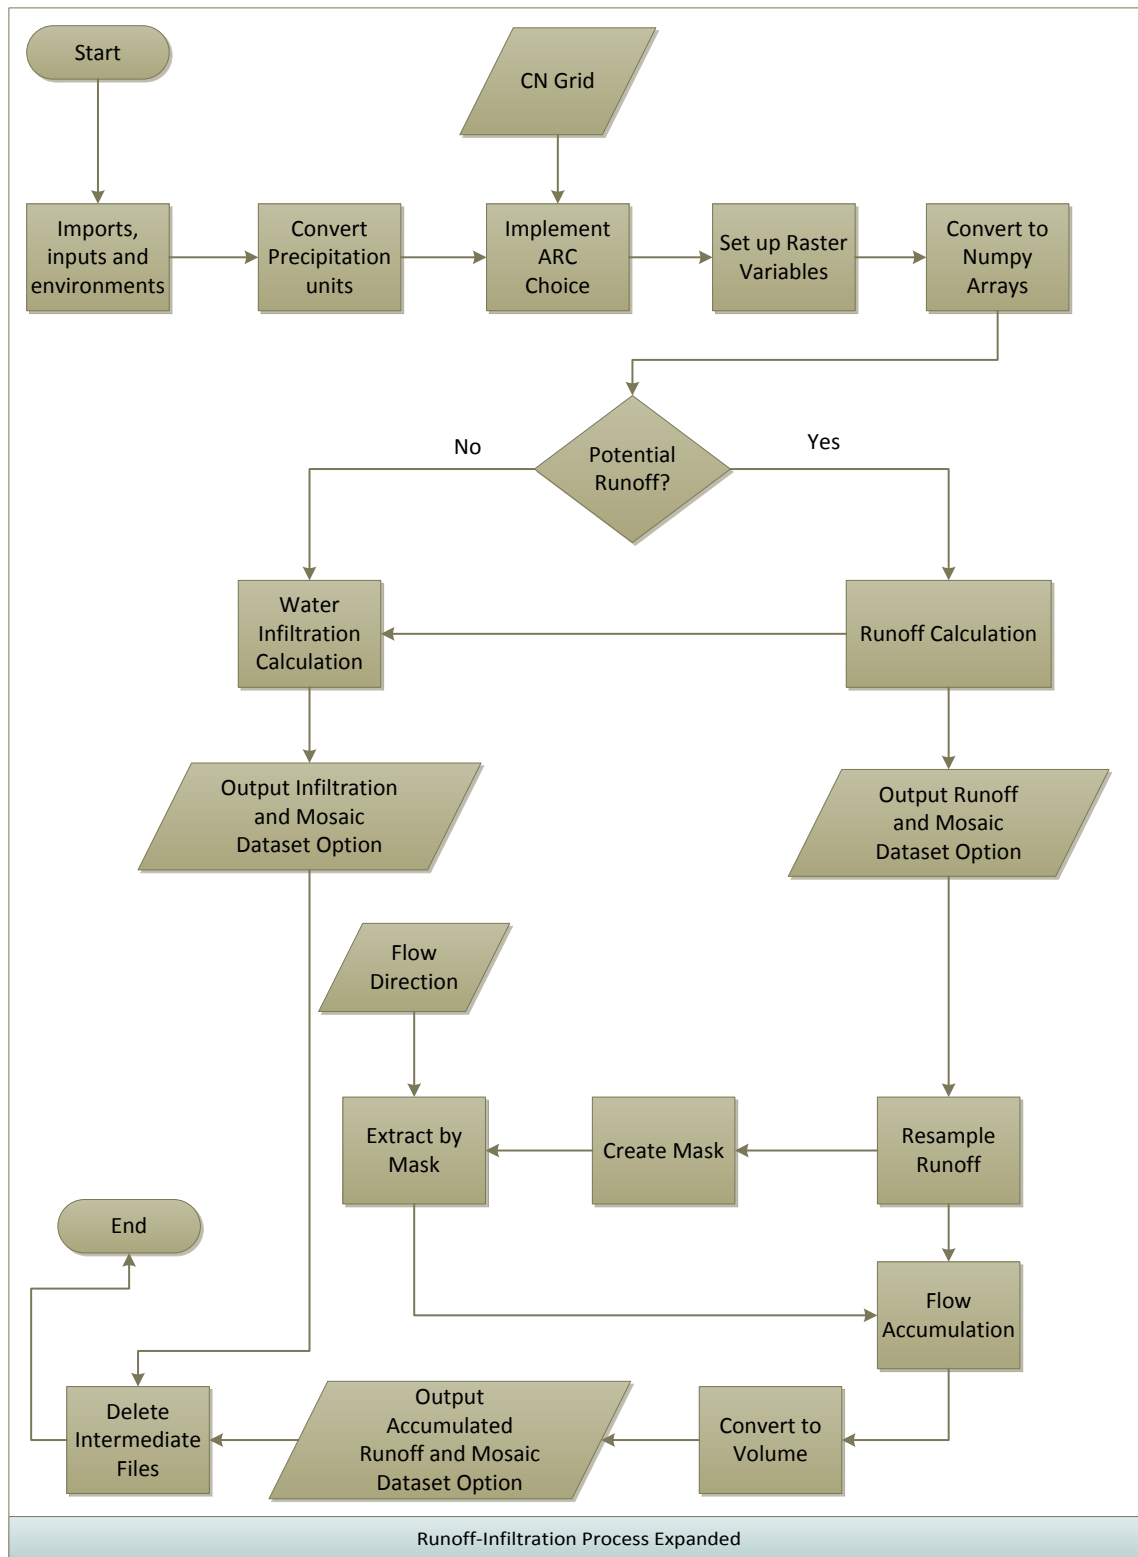 Start
CN Grid
Imports,
inputs and
environments
Convert
Precipitation
units
Implement
ARC
Choice
Set up Raster
Variables
Convert to
Numpy
Arrays
No
Yes
Potential
Runoff?
Water
Infiltration
Calculation
Runoff Calculation
Output Infiltration
and Mosaic
Dataset Option
Output Runoff
and Mosaic
Dataset Option
Flow
Direction
Extract by
Mask
Create Mask
Resample
Runoff
End
Flow
Accumulation
Delete
Intermediate
Files
Output
Accumulated
Runoff and Mosaic
Dataset Option
Convert to
Volume
Runoff-Infiltration Process Expanded